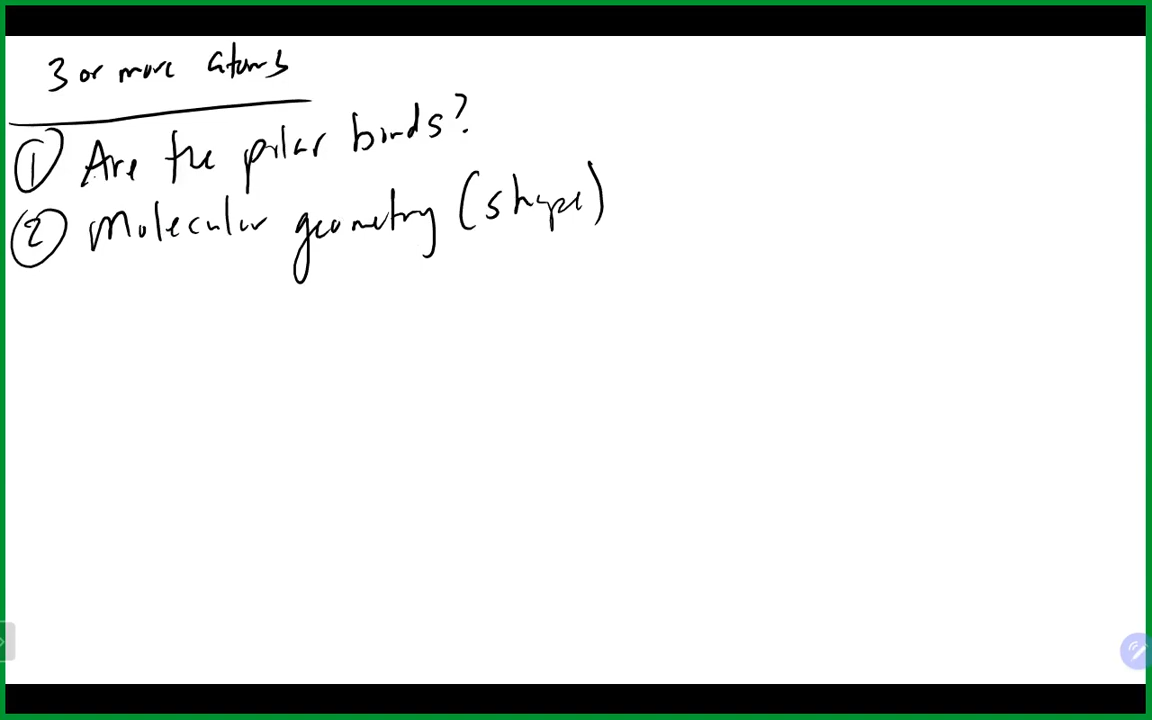 3 or more atoms
① Are the polar bonds?
② Molecular geometry (shape)